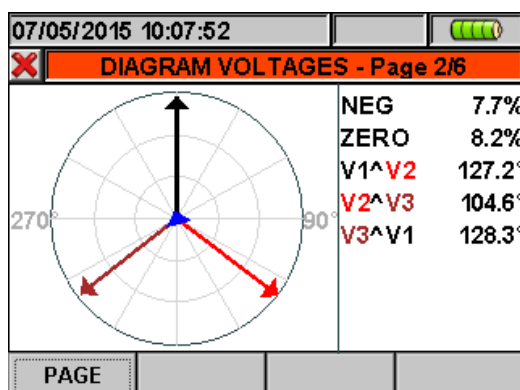 07/05/2015 10:07:52
DIAGRAM VOLTAGES - Page 2/6
NEG 7.7%
ZERO 8.2%
V1^V2 127.2°
V2^V3 104.6°
V3^V1 128.3°
270° 90°
PAGE